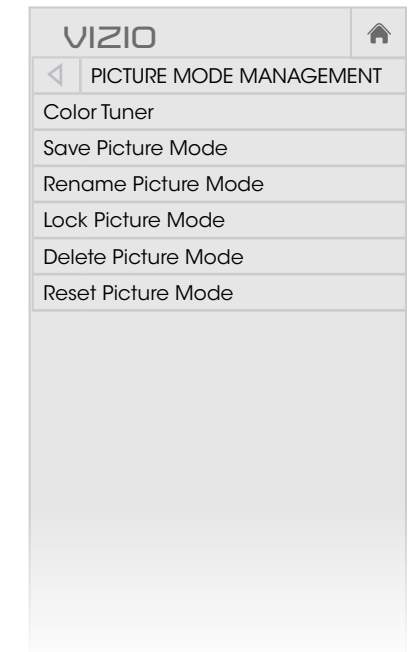 VIZIO
PICTURE MODE MANAGEMENT
Color Tuner
Save Picture Mode
Rename Picture Mode
Lock Picture Mode
Delete Picture Mode
Reset Picture Mode